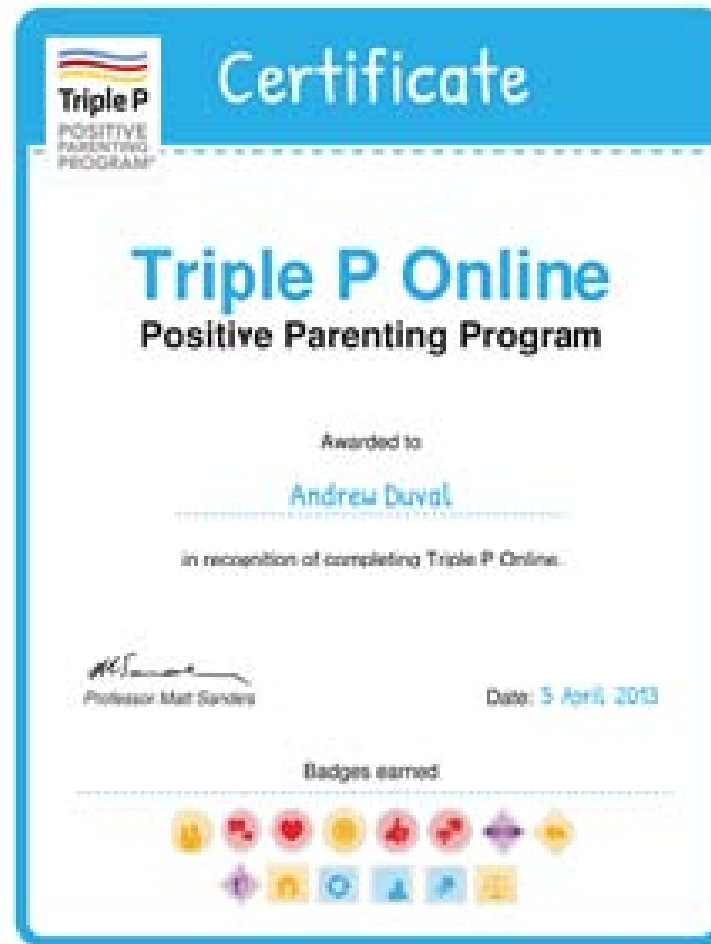 Certificate
Triple P
POSITIVE
PARENTING
PROGRAM®
Triple P Online
Positive Parenting Program
Awarded to
Andrew Duval
in recognition of completing Triple P Online.
Professor Matt Sanders
Date: April 2013
Badges earned